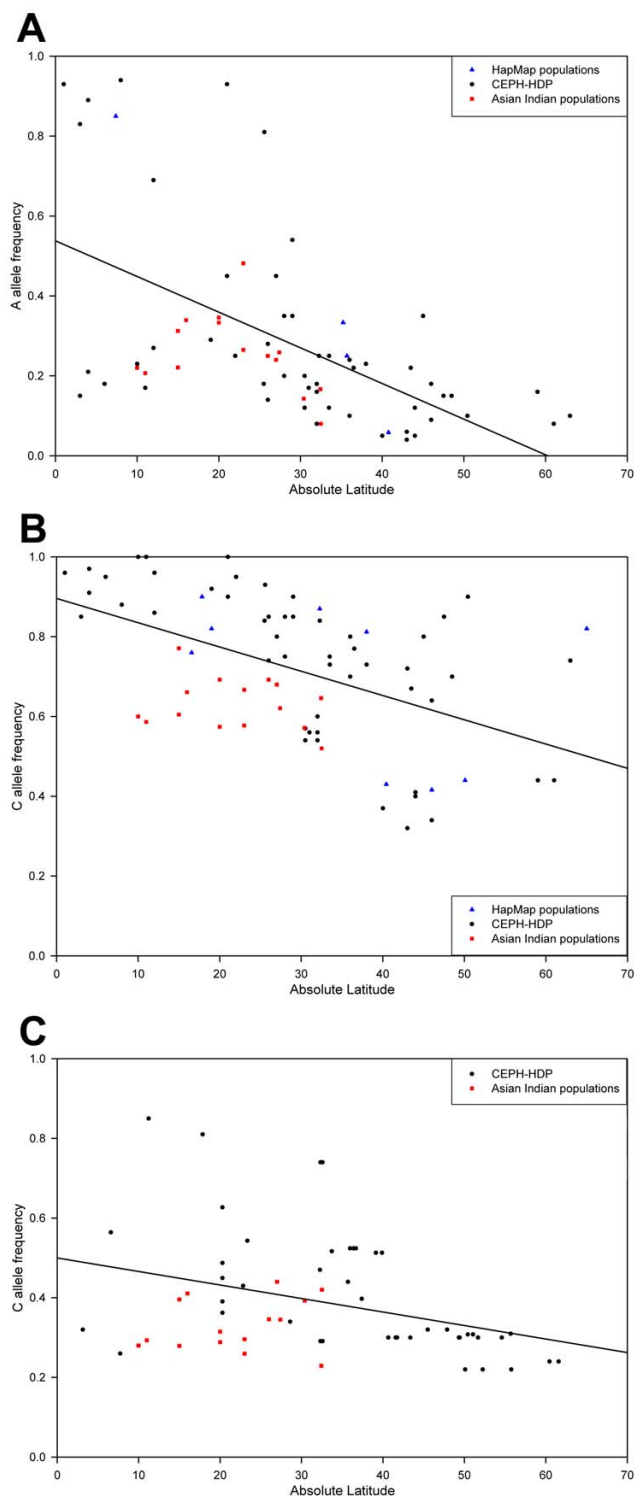 A
1.0
HapMap populations
CEPH-HDP
Asian Indian populations
0.8
0.6
A allele frequency
0.4
0.2
0.0
0 10 20 30 40 50 60 70
Absolute Latitude
B
1.0
0.8
0.6
C allele frequency
0.4
0.2
HapMap populations
CEPH-HDP
Asian Indian populations
0.0
0 10 20 30 40 50 60 70
Absolute Latitude
C
1.0
CEPH-HDP
Asian Indian populations
0.8
0.6
C allele frequency
0.4
0.2
0.0
0 10 20 30 40 50 60 70
Absolute Latitude